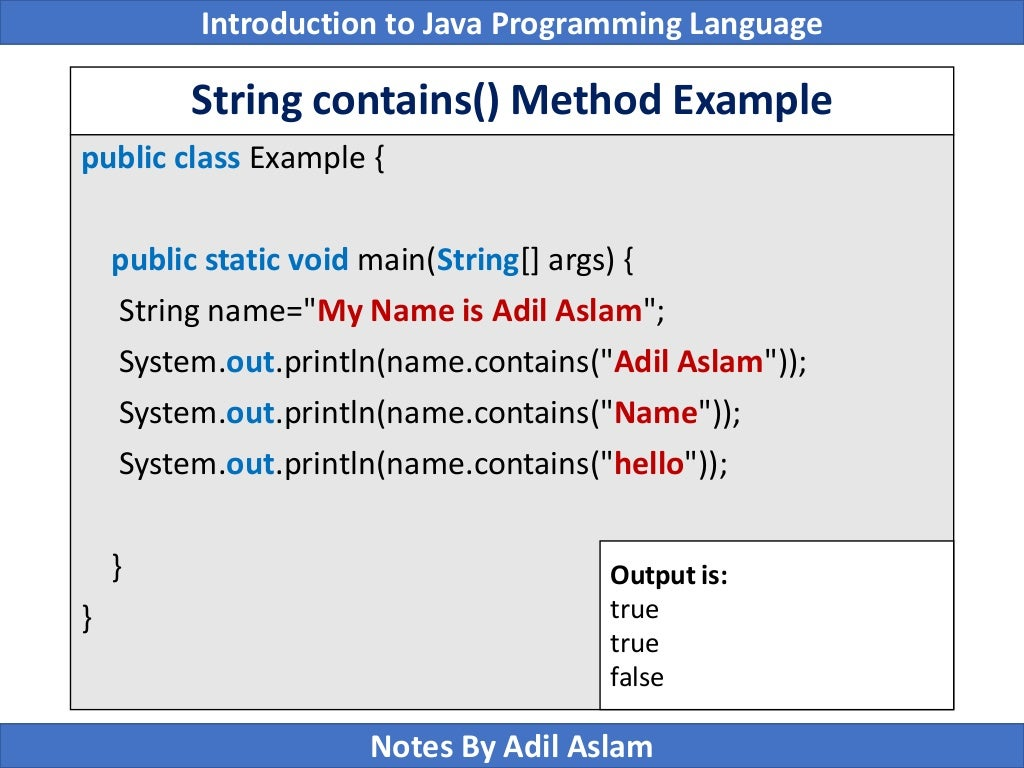 Introduction to Java Programming Language
String contains() Method Example
public class Example {
public static void main(String[] args) {
String name="My Name is Adil Aslam";
System.out.println(name.contains("Adil Aslam"));
System.out.println(name.contains("Name"));
System.out.println(name.contains("hello"));
}
}
Output is:
true
true
false
Notes By Adil Aslam